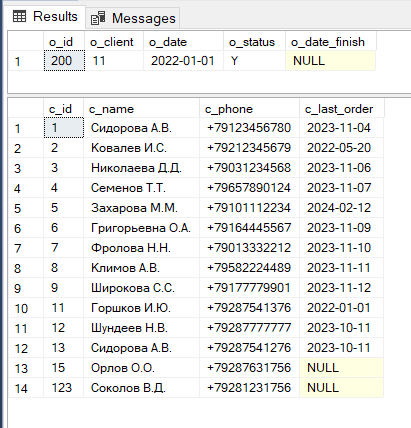 Results Messages
o_id o_client o_date o_status o_date_finish
1 200 11 2022-01-01 Y NULL
c_id c_name c_phone c_last_order
1 1 Сидорова А.В. +79123456780 2023-11-04
2 2 Ковалев И.С. +79212345679 2022-05-20
3 3 Николаева Д.Д. +79031234568 2023-11-06
4 4 Семенов Т.Т. +79657890124 2023-11-07
5 5 Захарова М.М. +79101112234 2024-02-12
6 6 Григорьевна О.А. +79164445567 2023-11-09
7 7 Фролова Н.Н. +79013332212 2023-11-10
8 8 Климов А.В. +79582224489 2023-11-11
9 9 Широкова С.С. +79177779901 2023-11-12
10 11 Горшков И.Ю. +79287541376 2022-01-01
11 12 Шундеев Н.В. +79287777777 2023-10-11
12 13 Сидорова А.В. +79287541276 2023-10-11
13 15 Орлов О.О. +79287631756 NULL
14 123 Соколов В.Д. +79281231756 NULL